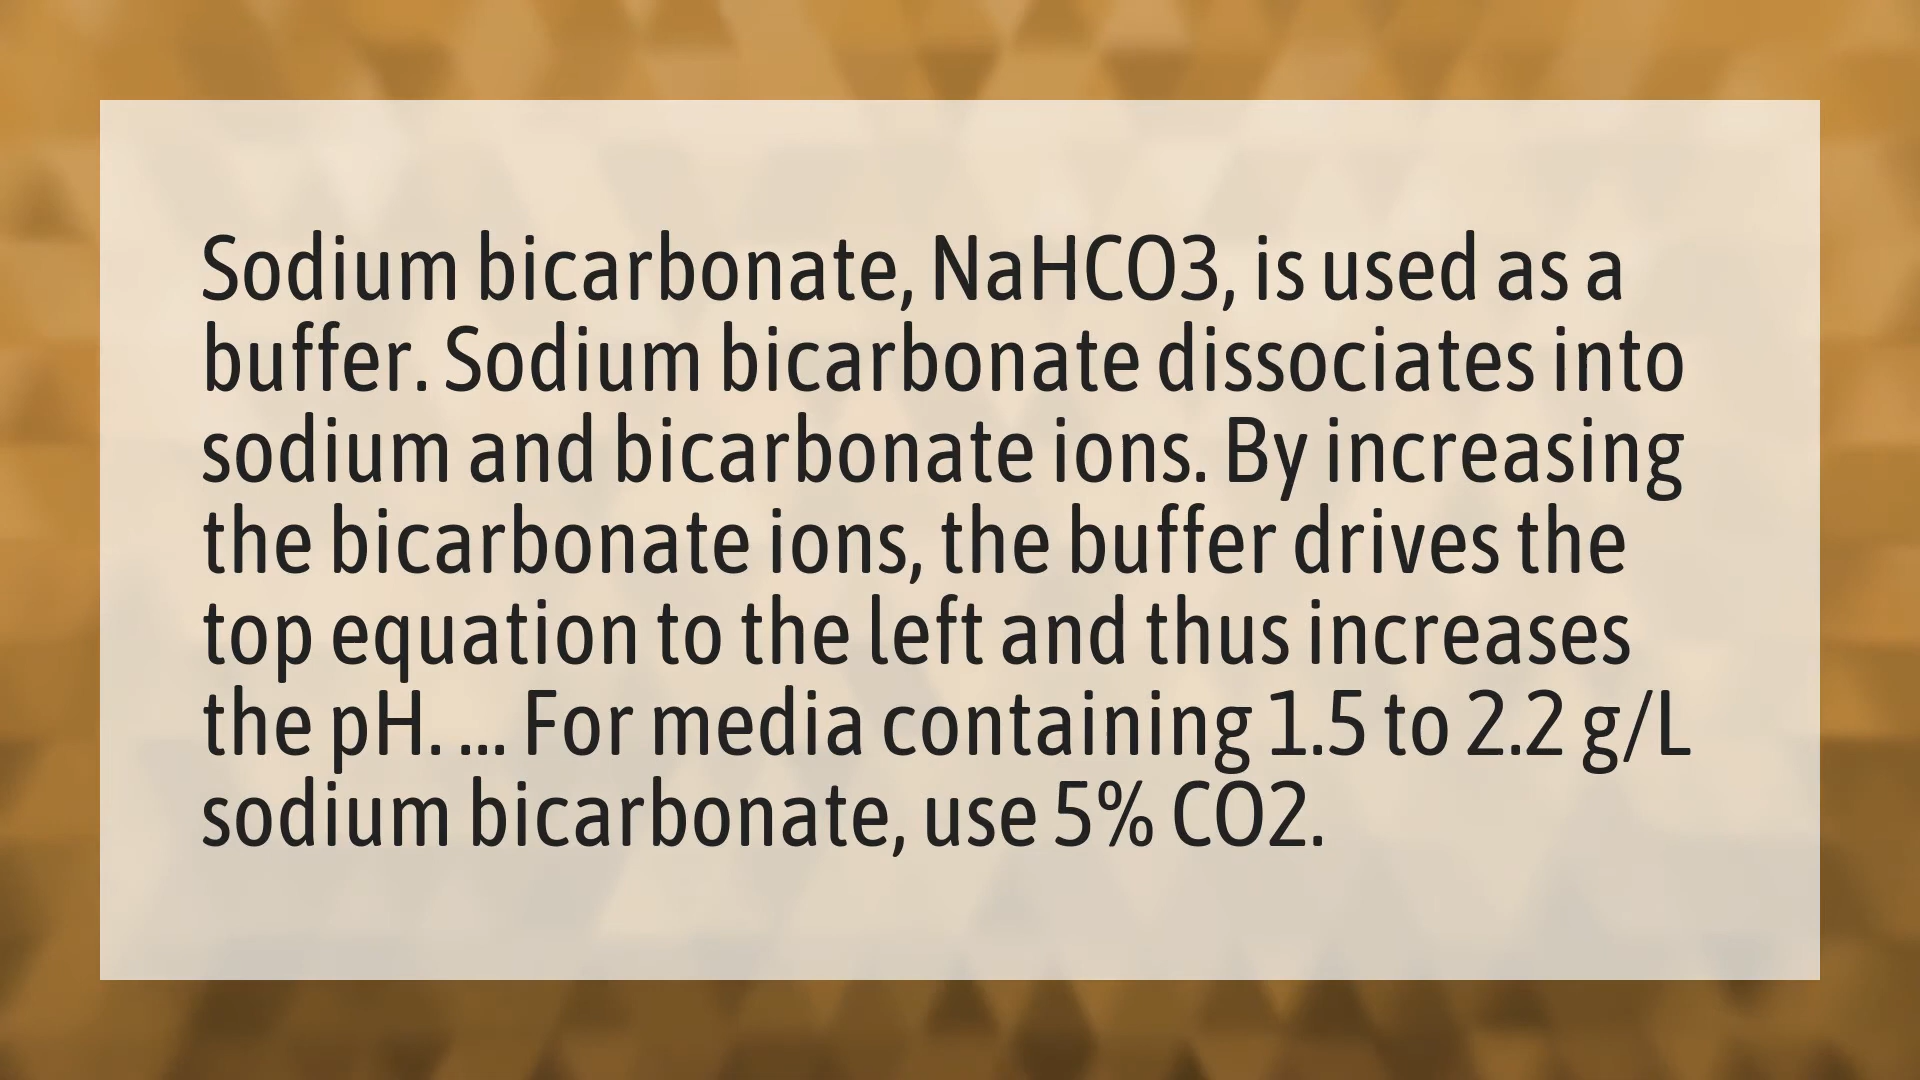 Sodium bicarbonate, NaHCO3, is used as a
buffer. Sodium bicarbonate dissociates into
sodium and bicarbonate ions. By increasing
the bicarbonate ions, the buffer drives the
top equation to the left and thus increases
the pH. ... For media containing 1.5 to 2.2 g/L
sodium bicarbonate, use 5% CO2.